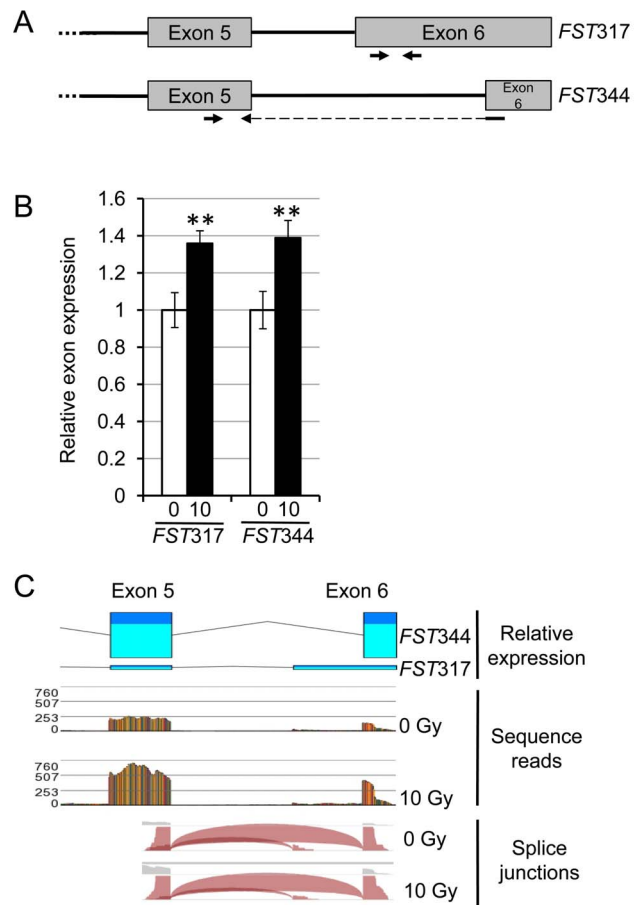 A
Exon 5
Exon 6
FST317
Exon 5
Exon
6
FST344
B
Relative exon expression
1.6
1.4
1.2
1
0.8
0.6
0.4
0.2
0
**
**
0 10
0 10
FST317
FST344
C
Exon 5
Exon 6
FST344
FST317
Relative
expression
760
507
253
0
0 Gy
760
507
253
0
10 Gy
Sequence
reads
0 Gy
10 Gy
Splice
junctions